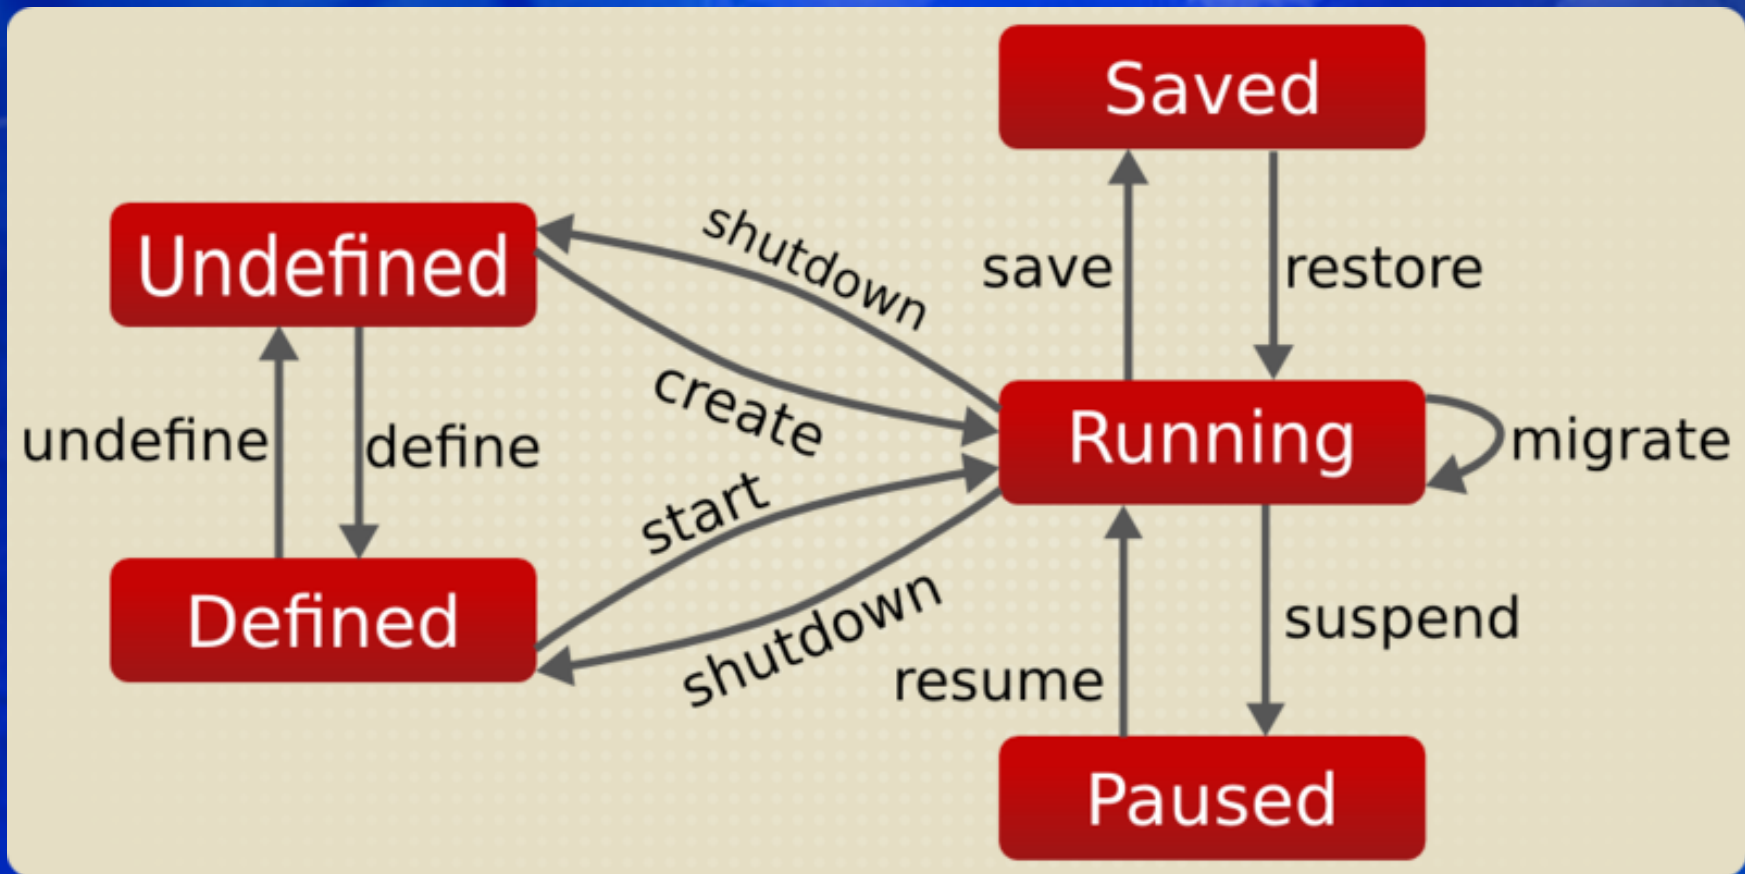 Saved
Undefined
shutdown
save
restore
create
Running
migrate
undefine
define
start
shutdown
suspend
resume
Defined
Paused